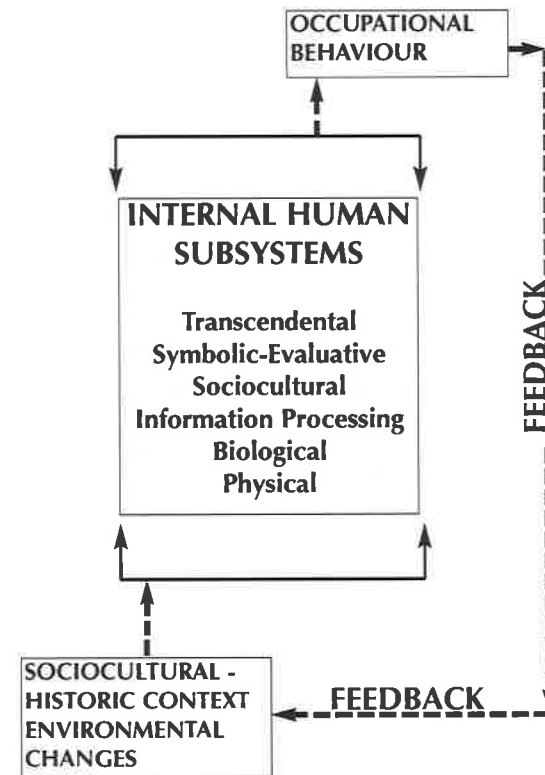 OCCUPATIONAL
BEHAVIOUR
INTERNAL HUMAN
SUBSYSTEMS
Transcendental
Symbolic-Evaluative
Sociocultural
Information Processing
Biological
Physical
FEEDBACK
SOCIOCULTURAL -
HISTORIC CONTEXT
ENVIRONMENTAL
CHANGES
FEEDBACK